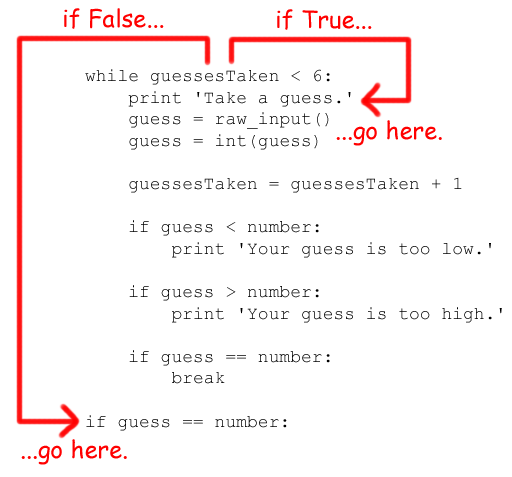 if False...
if True...
while guessesTaken < 6:
    print 'Take a guess.'
    guess = raw_input()
    guess = int(guess)
...go here.
    guessesTaken = guessesTaken + 1
    if guess < number:
        print 'Your guess is too low.'
    if guess > number:
        print 'Your guess is too high.'
    if guess == number:
        break
if guess == number:
...go here.